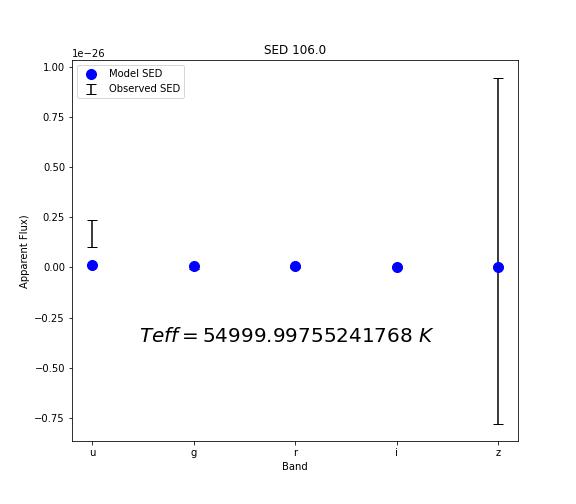 SED 106.0
1e−26
Model SED
Observed SED
1.00
0.75
0.50
0.25
0.00
−0.25
−0.50
−0.75
Apparent Flux)
Teff = 54999.99755241768 K
u g r i z
Band